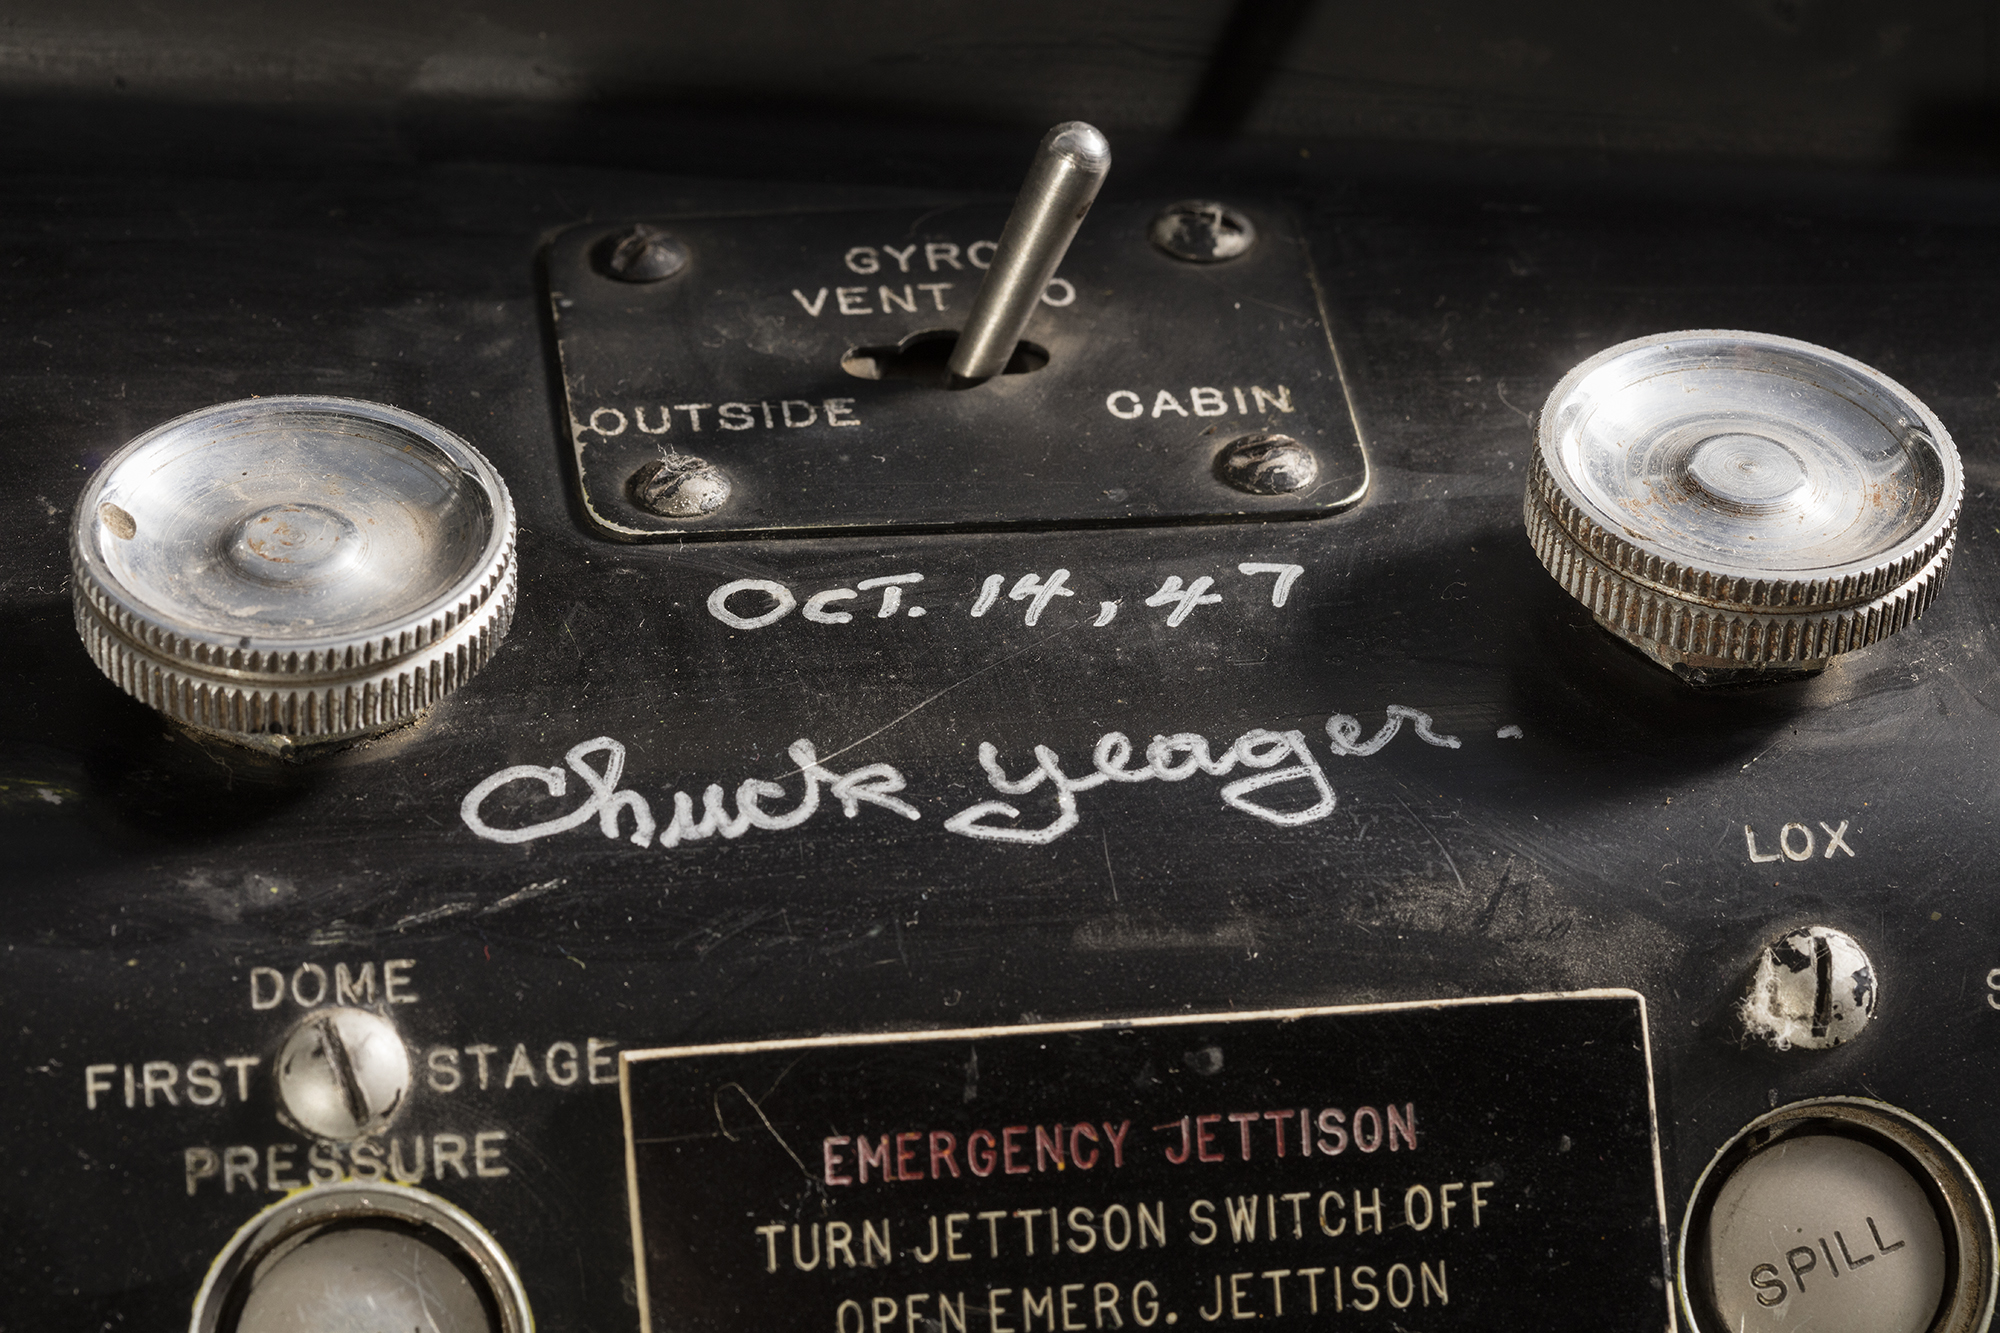 GYRO
VENT TO
OUTSIDE
CABIN
OCT. 14, 47
Chuck Yeager.
LOX
DOME
FIRST STAGE
PRESSURE
EMERGENCY JETTISON
TURN JETTISON SWITCH OFF
OPEN EMERG. JETTISON
SPILL